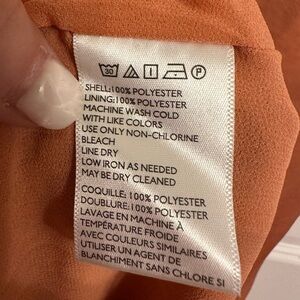 30 P
SHELL:100% POLYESTER
LINING:100% POLYESTER
MACHINE WASH COLD
WITH LIKE COLORS
USE ONLY NON-CHLORINE
BLEACH
LINE DRY
LOW IRON AS NEEDED
MAY BE DRY CLEANED
COQUILLE: 100% POLYESTER
DOUBLURE: 100% POLYESTER
LAVAGE EN MACHINE À
TEMPÉRATURE FROIDE
AVEC COULEURS SIMILAIRES
UTILISER UN AGENT DE
BLANCHIMENT SANS CHLORE SI